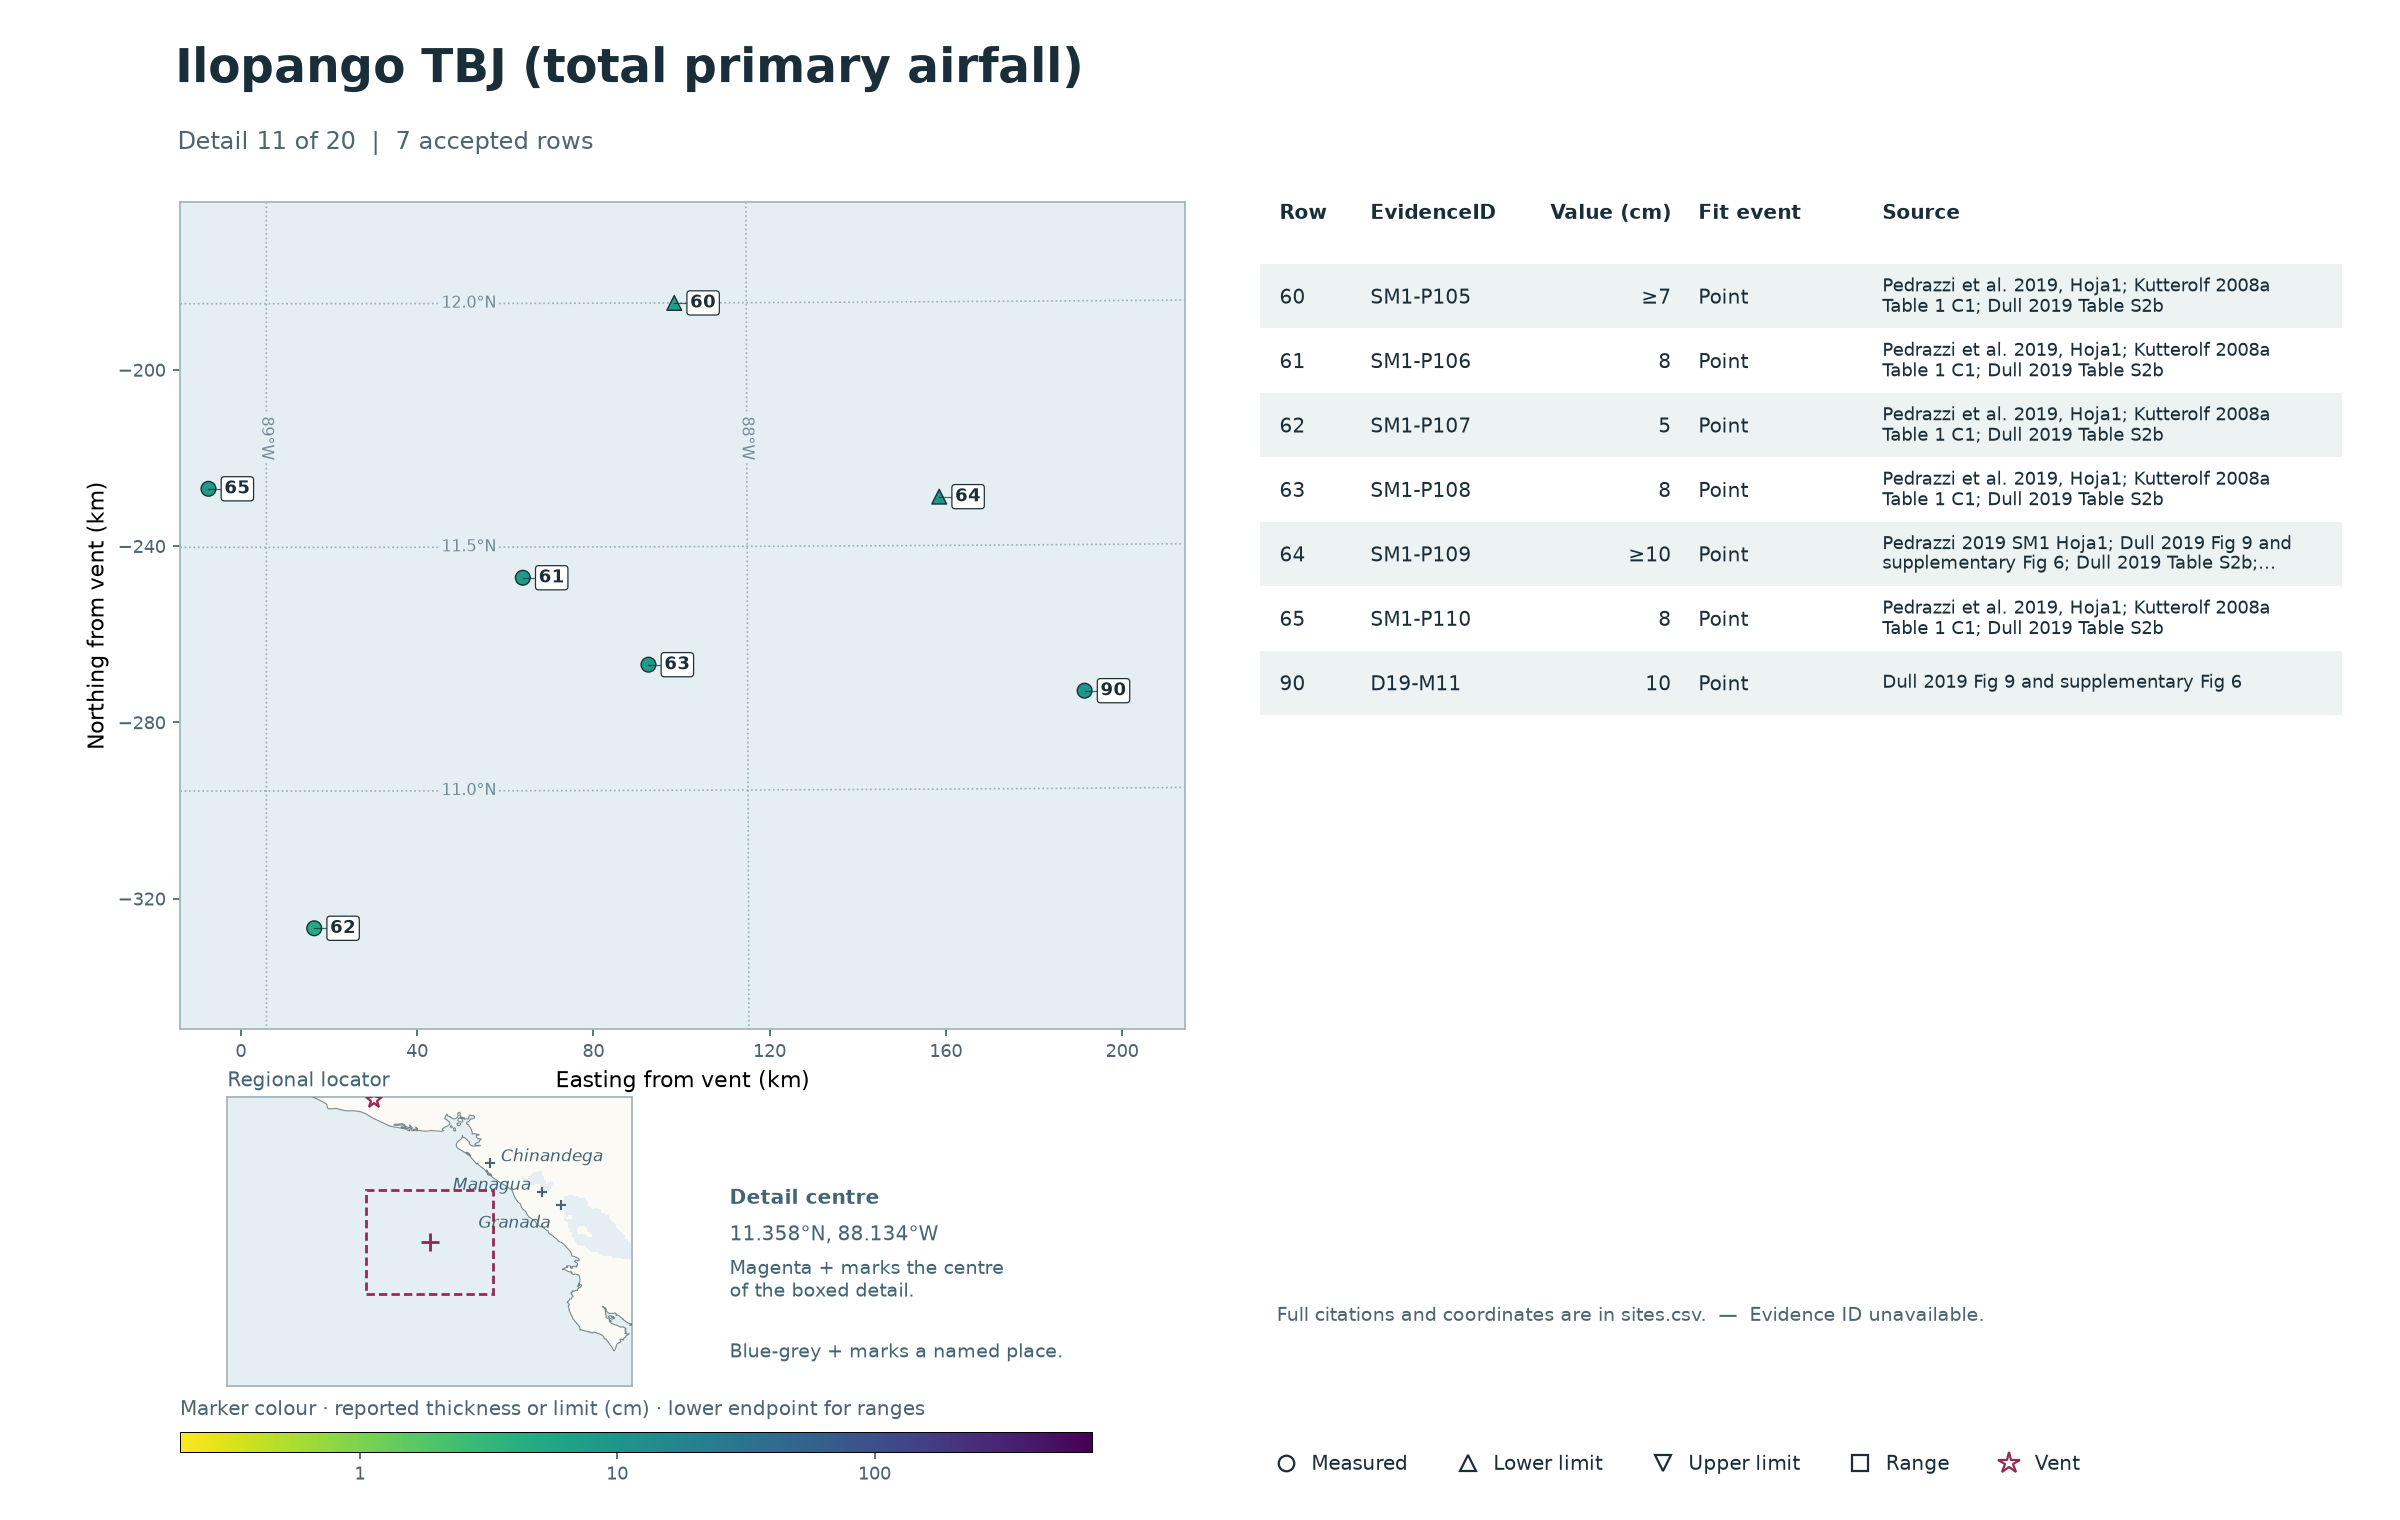 Ilopango TBJ (total primary airfall)
Detail 11 of 20 | 7 accepted rows
Northing from vent (km)
−200
−240
−280
−320
12.0°N
11.5°N
11.0°N
89°W
88°W
60
65
64
61
63
90
62
0 40 80 120 160 200
Easting from vent (km)
Row EvidenceID Value (cm) Fit event Source
60 SM1-P105 ≥7 Point Pedrazzi et al. 2019, Hoja1; Kutterolf 2008a
Table 1 C1; Dull 2019 Table S2b
61 SM1-P106 8 Point Pedrazzi et al. 2019, Hoja1; Kutterolf 2008a
Table 1 C1; Dull 2019 Table S2b
62 SM1-P107 5 Point Pedrazzi et al. 2019, Hoja1; Kutterolf 2008a
Table 1 C1; Dull 2019 Table S2b
63 SM1-P108 8 Point Pedrazzi et al. 2019, Hoja1; Kutterolf 2008a
Table 1 C1; Dull 2019 Table S2b
64 SM1-P109 ≥10 Point Pedrazzi 2019 SM1 Hoja1; Dull 2019 Fig 9 and
supplementary Fig 6; Dull 2019 Table S2b;...
65 SM1-P110 8 Point Pedrazzi et al. 2019, Hoja1; Kutterolf 2008a
Table 1 C1; Dull 2019 Table S2b
90 D19-M11 10 Point Dull 2019 Fig 9 and supplementary Fig 6
Regional locator
Chinandega
Managua
Granada
Detail centre
11.358°N, 88.134°W
Magenta + marks the centre
of the boxed detail.
Blue-grey + marks a named place.
Full citations and coordinates are in sites.csv. — Evidence ID unavailable.
Marker colour · reported thickness or limit (cm) · lower endpoint for ranges
1 10 100
Measured Lower limit Upper limit Range Vent